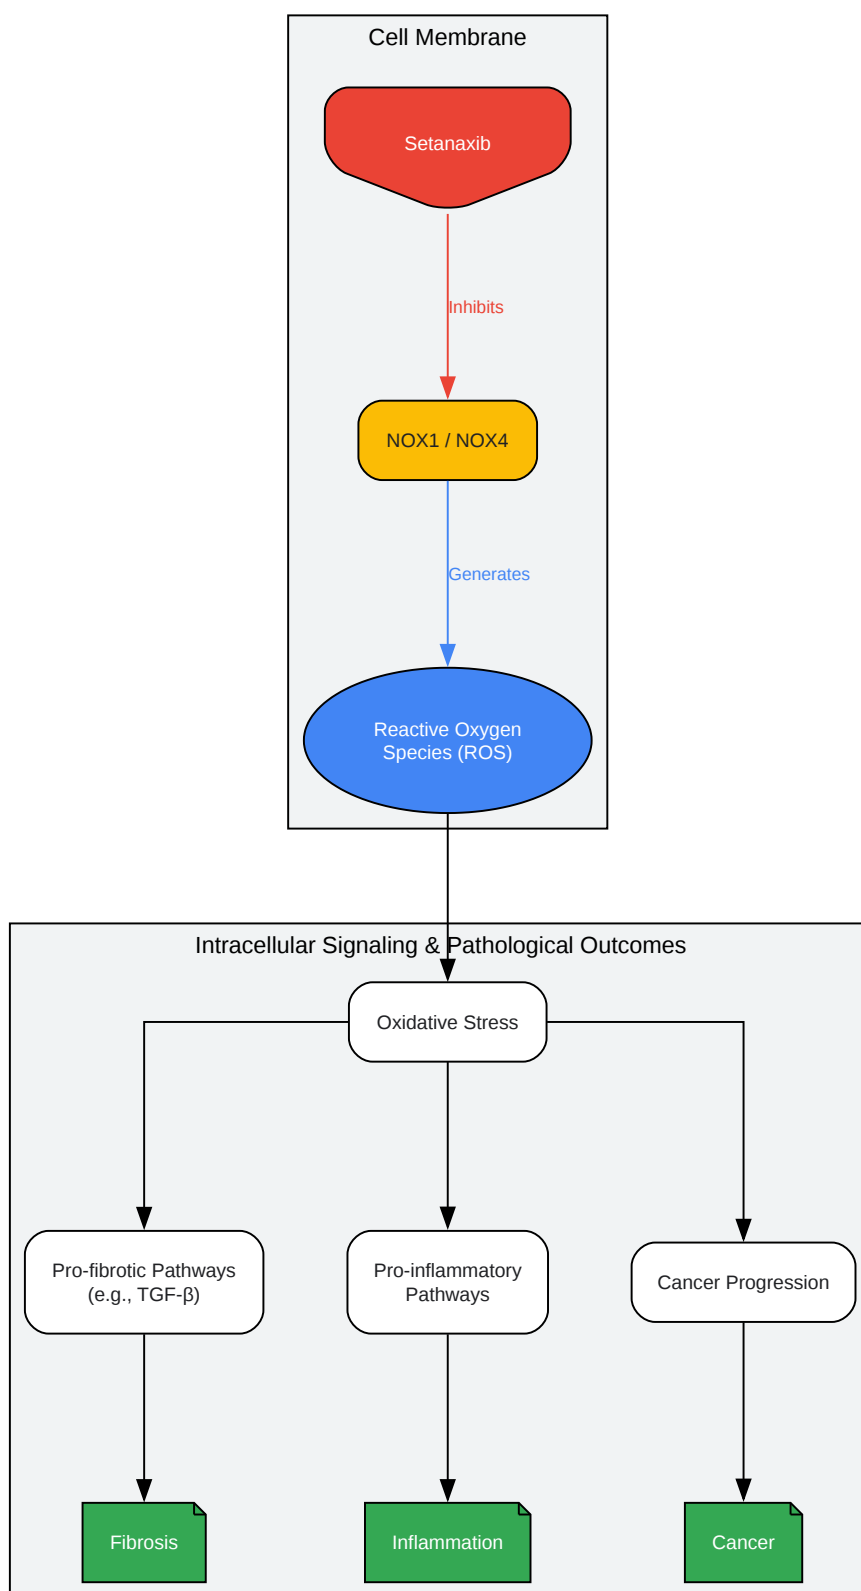 Cell Membrane
Setanaxib
Inhibits
NOX1 / NOX4
Generates
Reactive Oxygen
Species (ROS)
Intracellular Signaling & Pathological Outcomes
Oxidative Stress
Pro-fibrotic Pathways
(e.g., TGF-β)
Pro-inflammatory
Pathways
Cancer Progression
Fibrosis
Inflammation
Cancer